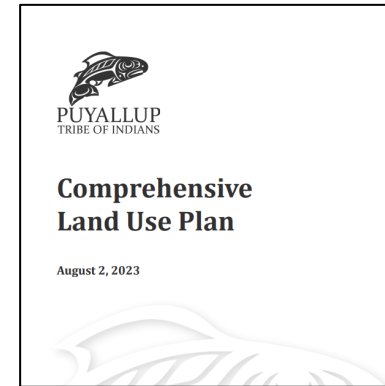 PUYALLUP
TRIBE OF INDIANS
Comprehensive
Land Use Plan
August 2, 2023